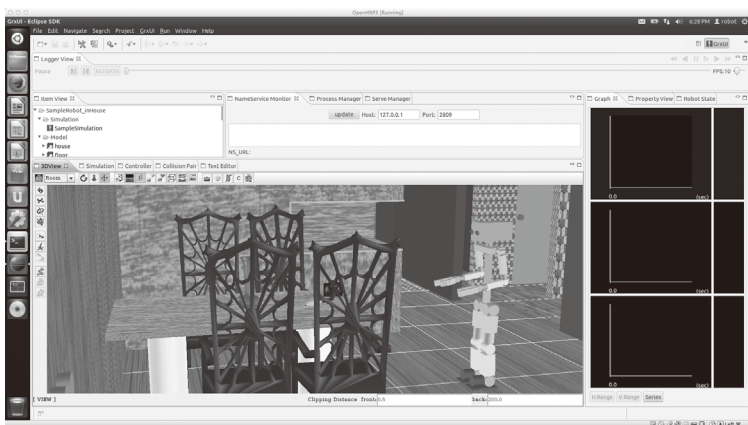 OpenHRP3 [Running]
GrxUI - Eclipse SDK
6:28 PM robot
File Edit Navigate Search Project GrxUI Run Window Help
GrxUI
Logger View
Pause NO DATA FPS:10
Item View
NameService Monitor Process Manager Serve Manager
Graph Property View Robot State
SampleRobot_inHouse
Simulation
SampleSimulation
Model
house
floor
update Host: 127.0.0.1 Port: 2809
NS_URL:
3DView Simulation Controller Collision Pair Text Editor
Room
0.0 (sec)
0.0 (sec)
0.0 (sec)
[ VIEW ] Clipping Distance front: 0.5 back: 200.0
H Range V Range Series
Left ⌘